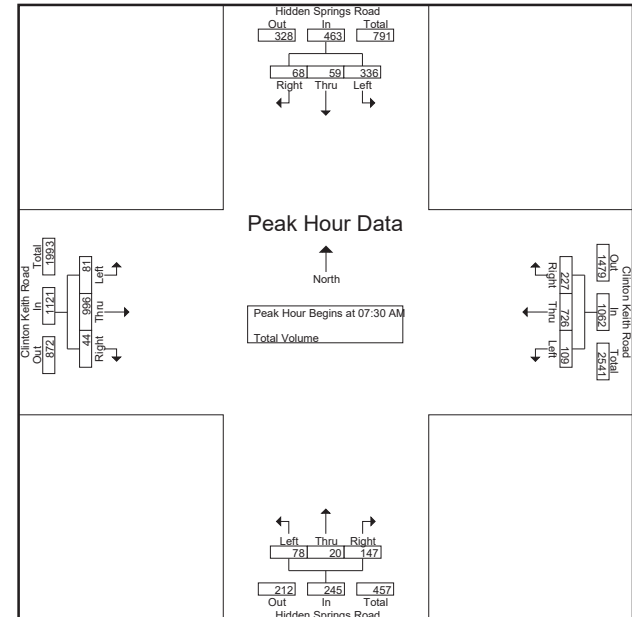 Hidden Springs Road
Out In Total
328 463 791
68 59 336
Right Thru Left
Peak Hour Data
North
Peak Hour Begins at 07:30 AM
Total Volume
Clinton Keith Road
Out In Total
872 1121 1993
44 996 81
Right Thru Left
Clinton Keith Road
Out In Total
1479 1062 2541
227 726 109
Right Thru Left
Left Thru Right
78 20 147
212 245 457
Out In Total
Hidden Springs Road